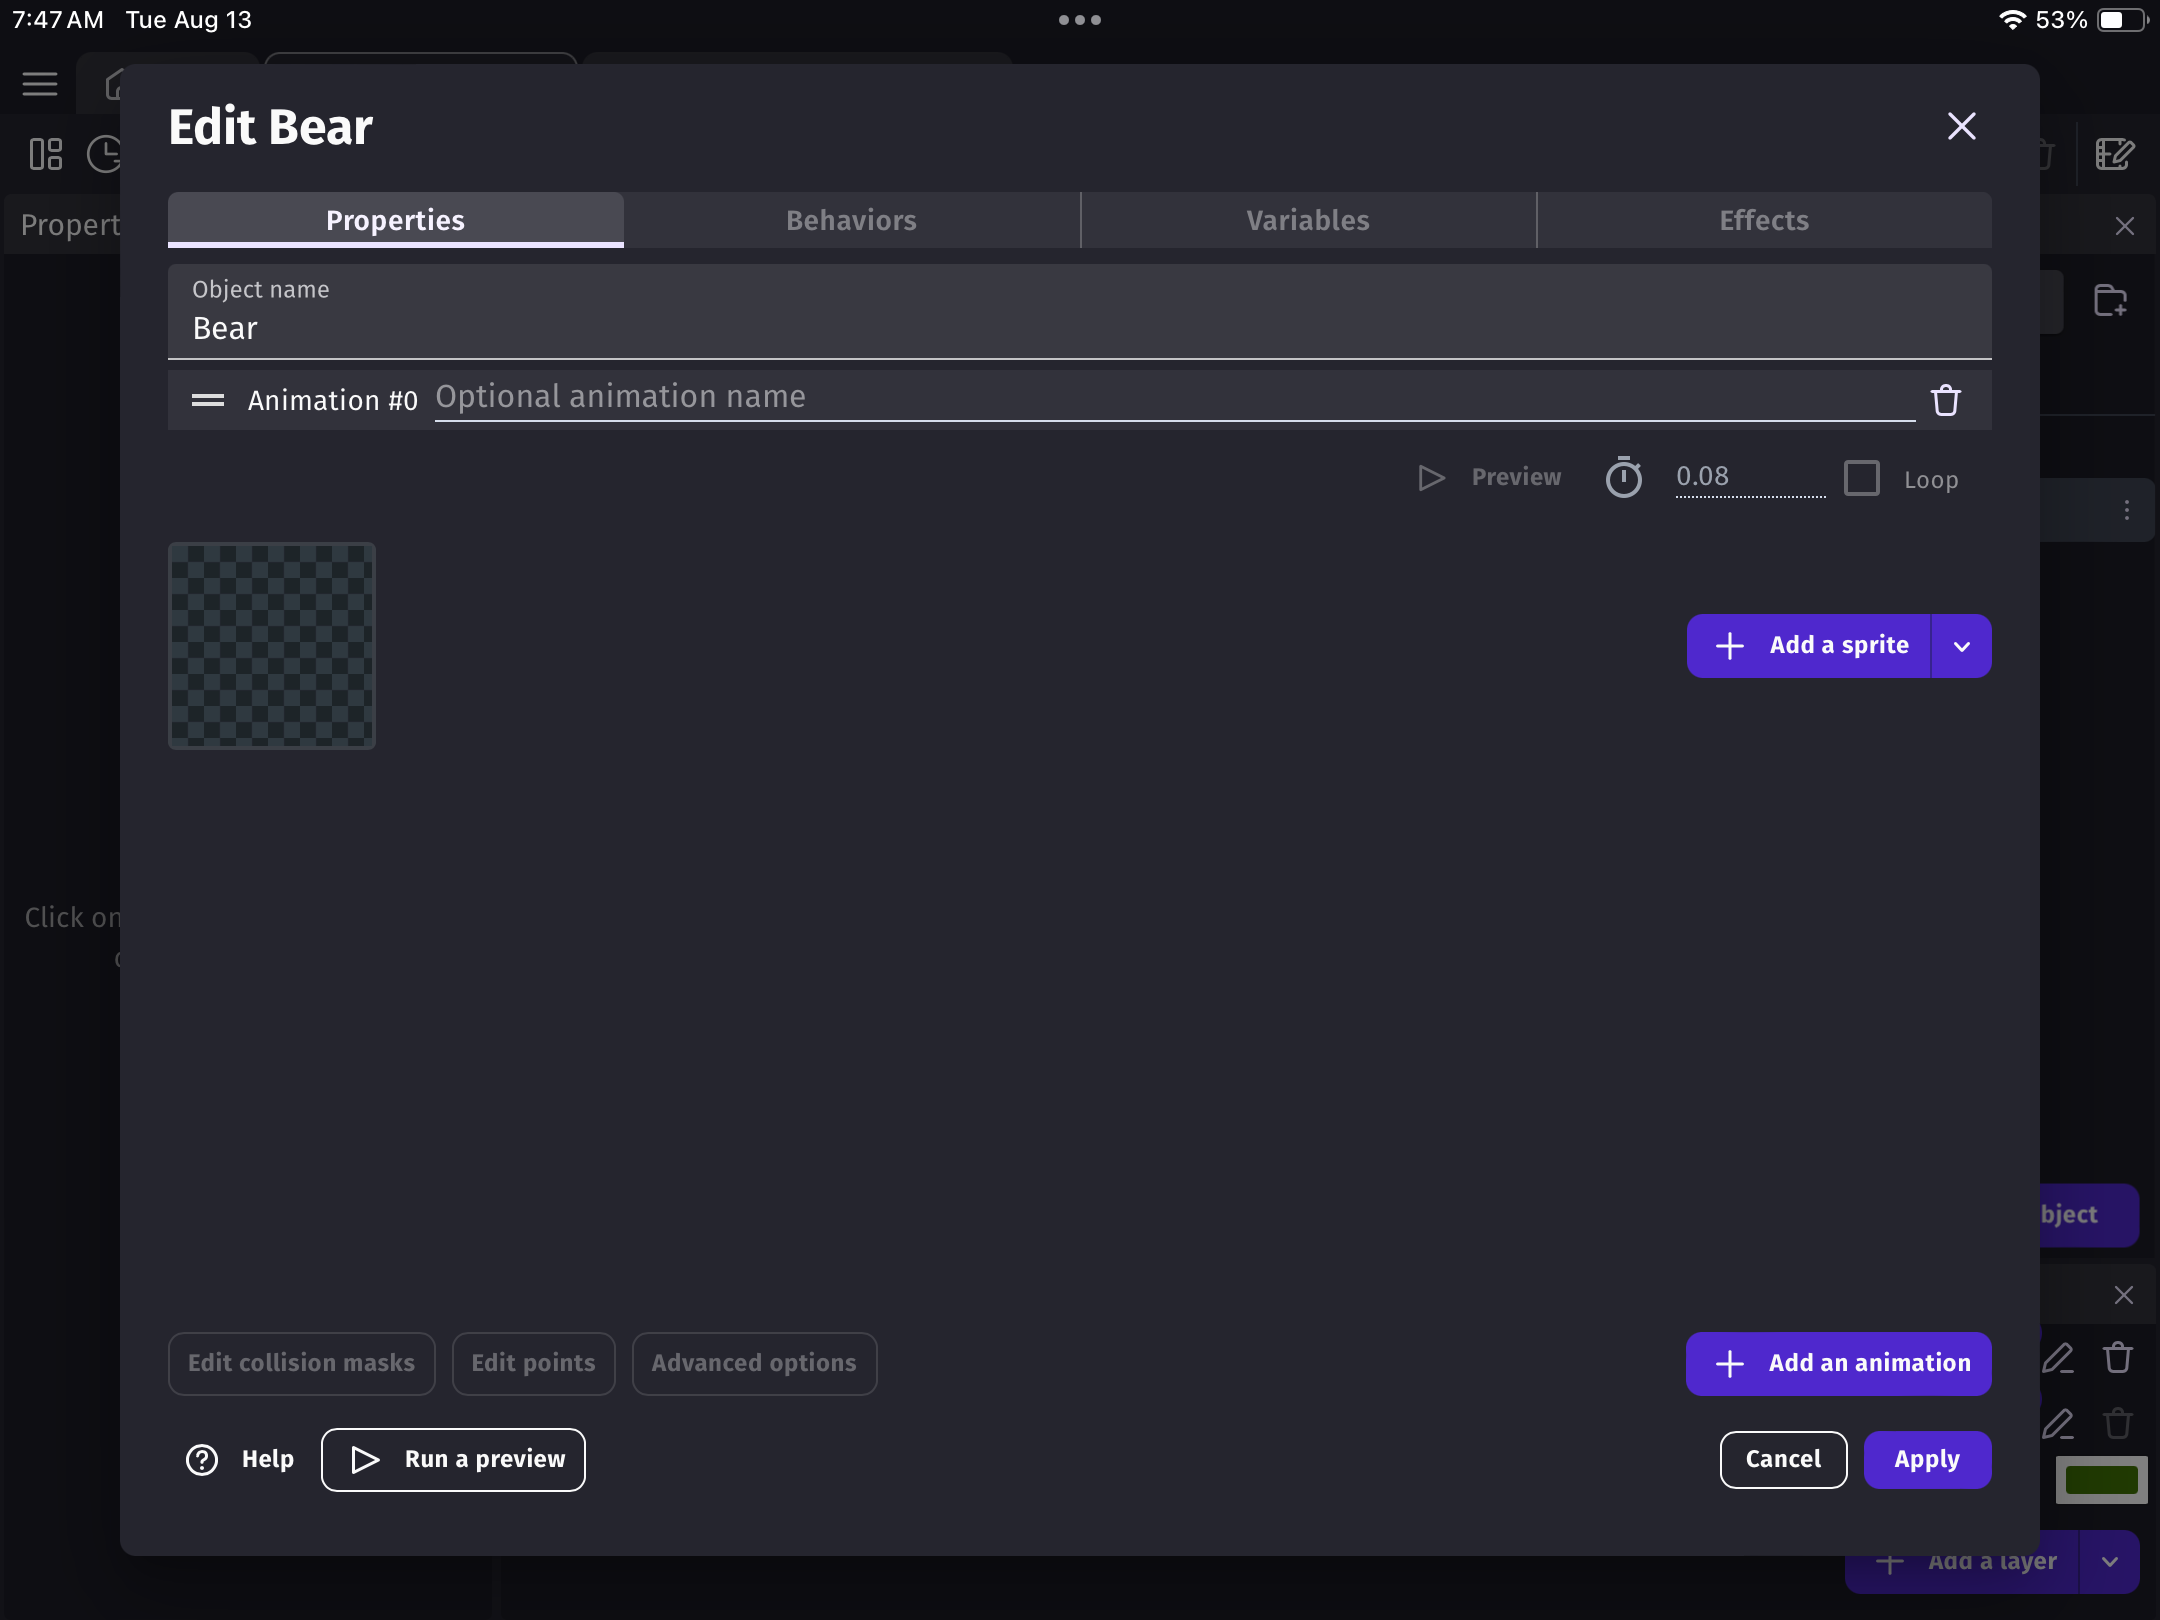 7:47 AM Tue Aug 13
53%
Edit Bear
Properties
Behaviors
Variables
Effects
Object name
Bear
Animation #0
Optional animation name
Preview
0.08
Loop
Add a sprite
Click on
Edit collision masks
Edit points
Advanced options
Add an animation
Help
Run a preview
Cancel
Apply
Add a layer